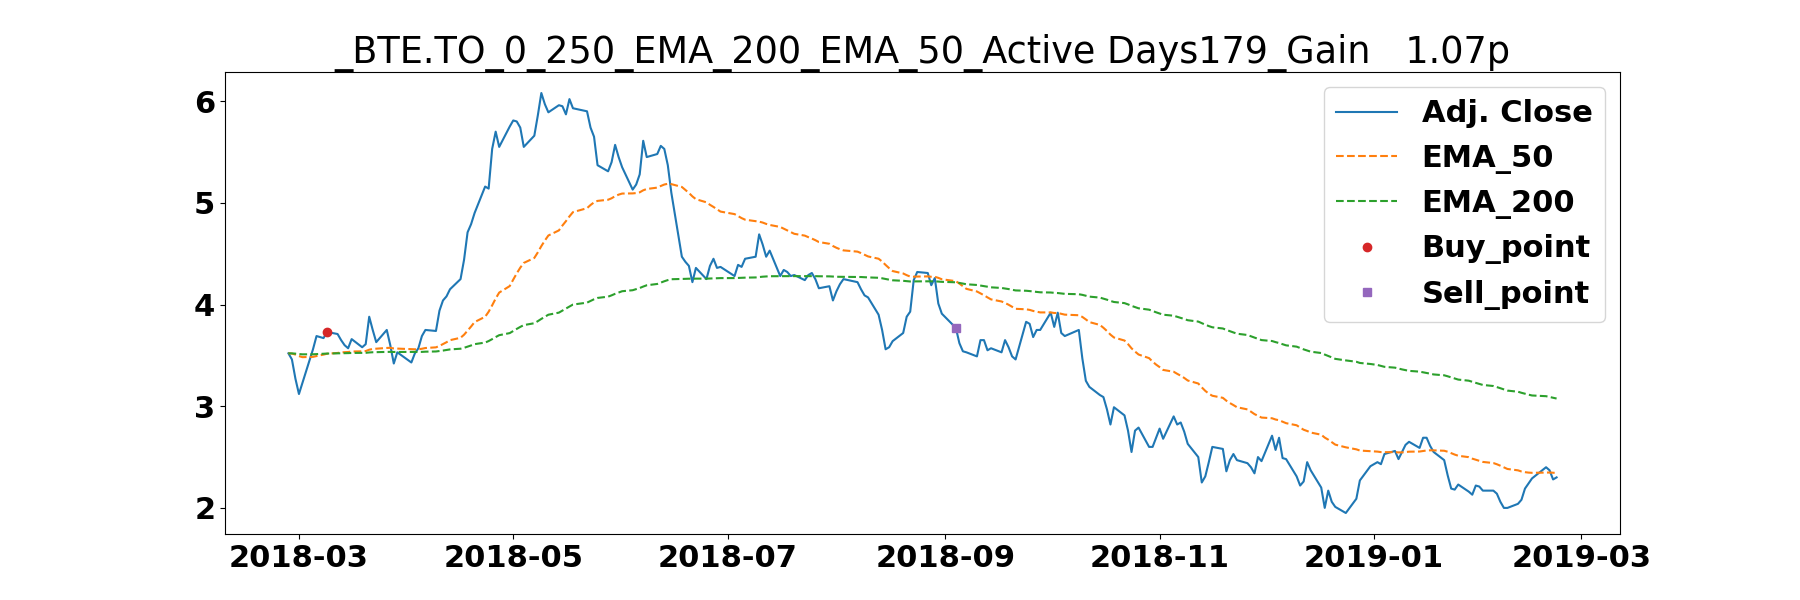 _BTE.TO_0_250_EMA_200_EMA_50_Active Days179_Gain   1.07p
6
5
4
3
2
Adj. Close
EMA_50
EMA_200
Buy_point
Sell_point
2018-03 2018-05 2018-07 2018-09 2018-11 2019-01 2019-03